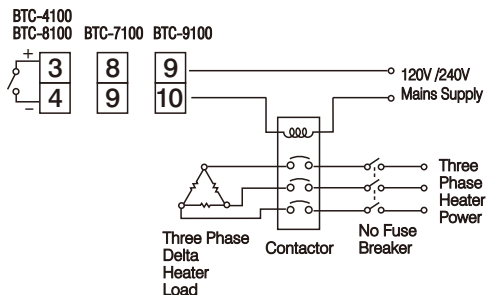 BTC-4100
BTC-8100 BTC-7100 BTC-9100
+ 3 8 9
4 9 10
−
120V /240V
Mains Supply
Three
Phase
Heater
Power
Three Phase
Delta
Heater
Load
Contactor
No Fuse
Breaker